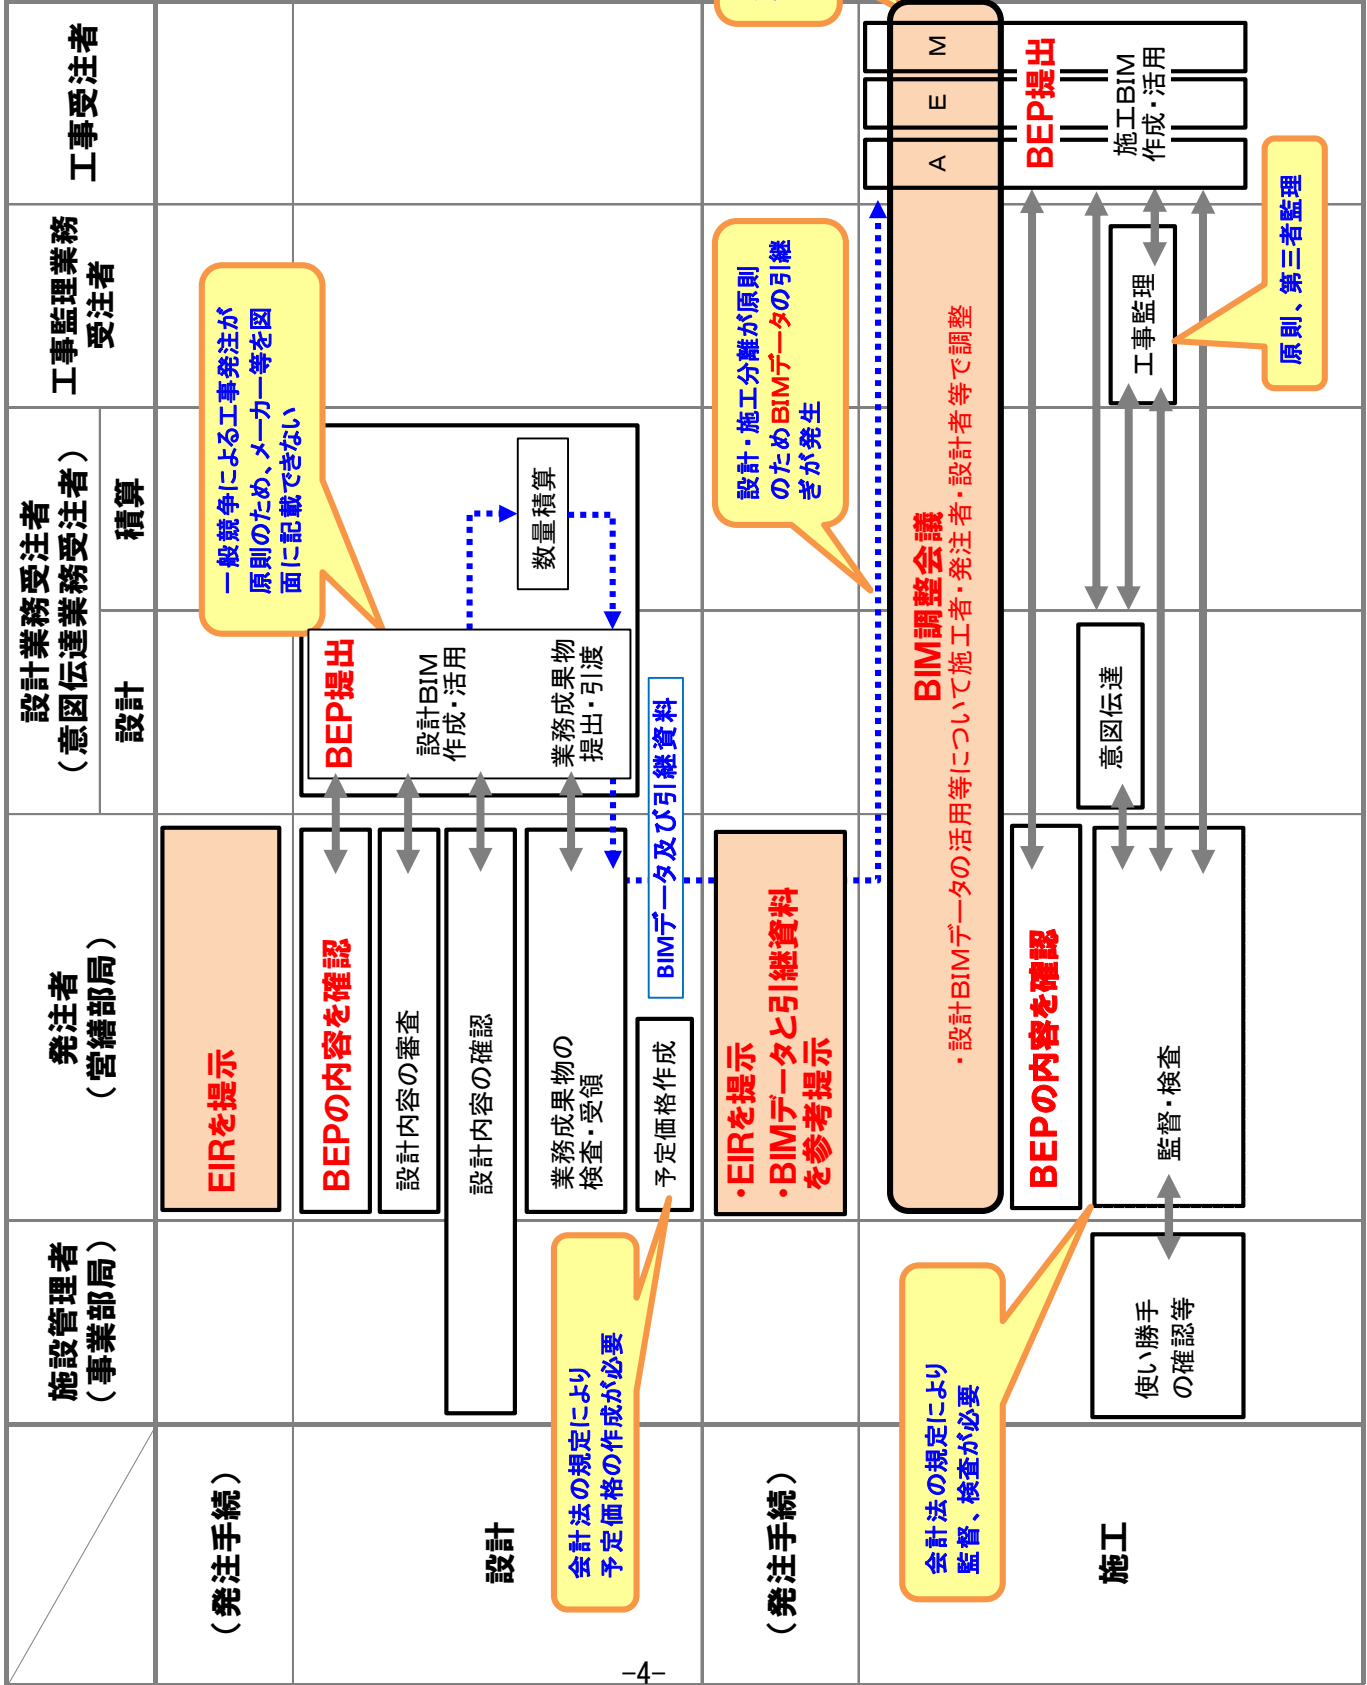 施設管理者
（事業部局）
発注者
（営繕部局）
設計業務受注者
（意図伝達業務受注者）
設計
積算
工事監理業務
受注者
工事受注者
（発注手続）
EIRを提示
設計
BEPの内容を確認
設計内容の審査
設計内容の確認
業務成果物の
検査・受領
予定価格作成
BEP提出
設計BIM
作成・活用
業務成果物
提出・引渡
数量積算
一般競争による工事発注が
原則のため、メーカー等を図
面に記載できない
会計法の規定により
予定価格の作成が必要
BIMデータ及び引継資料
（発注手続）
・EIRを提示
・BIMデータと引継資料
を参考提示
設計・施工分離が原則
のためBIMデータの引継
ぎが発生
施工
BIM調整会議
・設計BIMデータの活用等について施工者・発注者・設計者等で調整
A
E
M
BEPの内容を確認
BEP提出
施工BIM
作成・活用
監督・検査
意図伝達
工事監理
原則、第三者監理
使い勝手
の確認等
会計法の規定により
監督、検査が必要
-4-